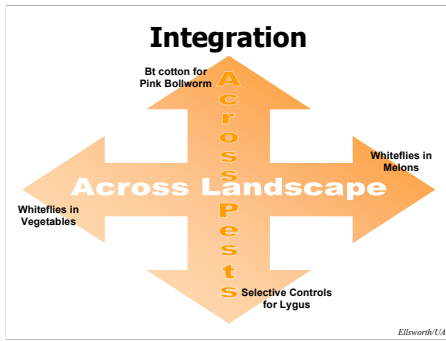 Integration
Bt cotton for
Pink Bollworm
Across Pests
Whiteflies in
Melons
Across Landscape
Whiteflies in
Vegetables
Selective Controls
for Lygus
Ellsworth/UA